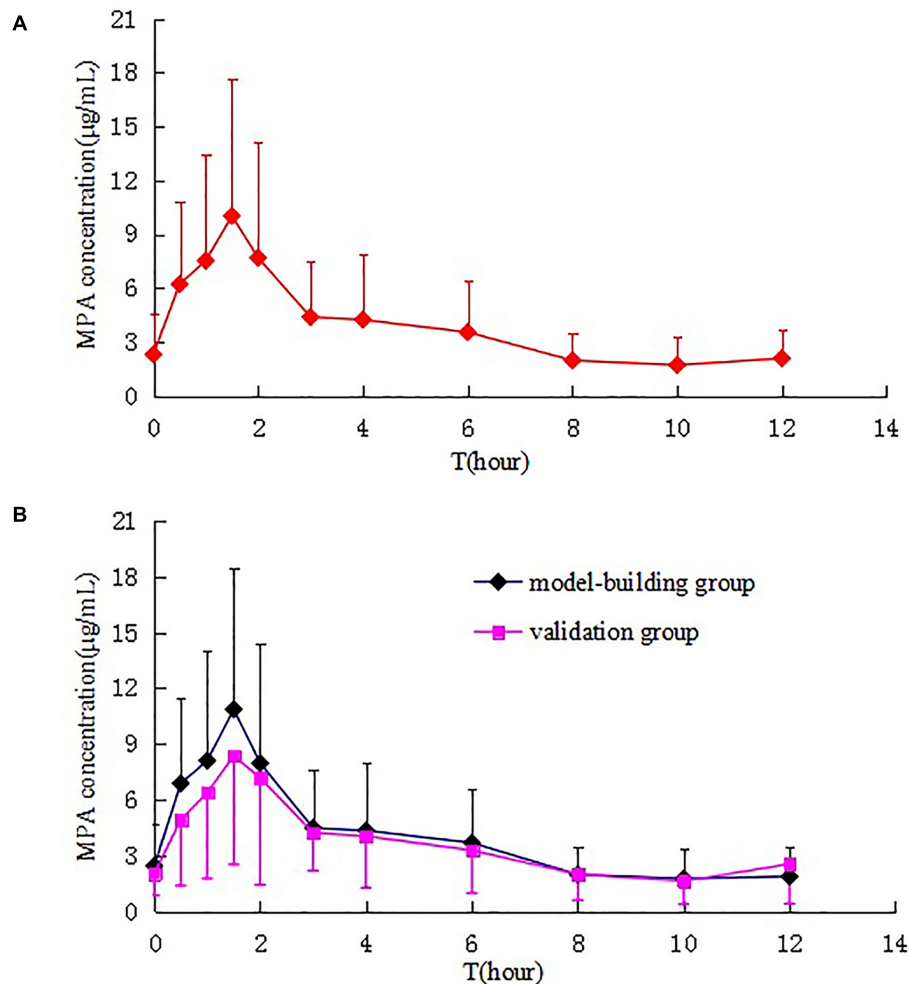 A
MPA concentration(μg/mL)
21
18
15
12
9
6
3
0
0 2 4 6 8 10 12 14
T(hour)
B
MPA concentration(μg/mL)
21
18
15
12
9
6
3
0
model-building group
validation group
0 2 4 6 8 10 12 14
T(hour)